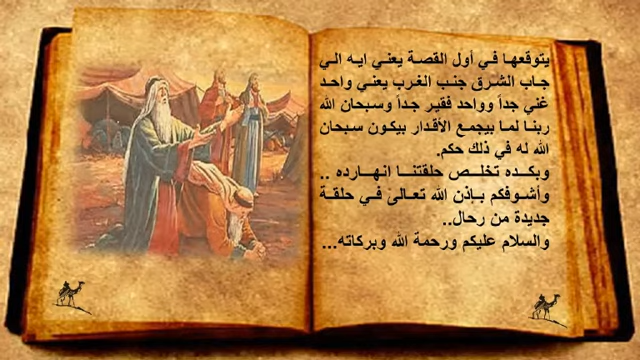 يتوقعها في أول القصة يعني ايه الي
جاب الشرق جنب الغرب يعني واحد
غني جداً وواحد فقير جداً وسبحان الله
ربنا لما بيجمع الأقدار بيكون سبحان
الله له في ذلك حكم.
وبكده تخلص حلقتنا انهارده ..
وأشوفكم بإذن الله تعالى في حلقة
جديدة من رحال..
والسلام عليكم ورحمة الله وبركاته...